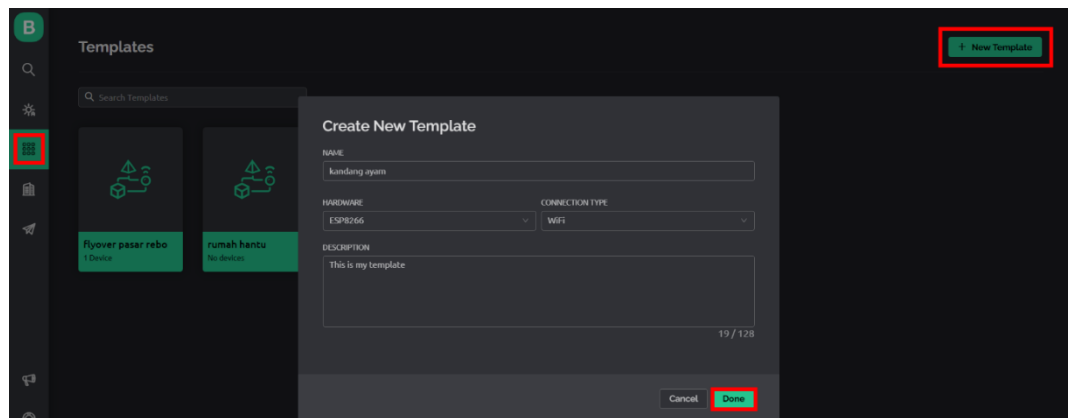 B
Templates
+ New Template
Search Templates
Create New Template
NAME
kandang ayam
HARDWARE
CONNECTION TYPE
ESP8266
WiFi
DESCRIPTION
This is my template
19 / 128
flyover pasar rebo
1 Device
rumah hantu
No devices
Cancel
Done